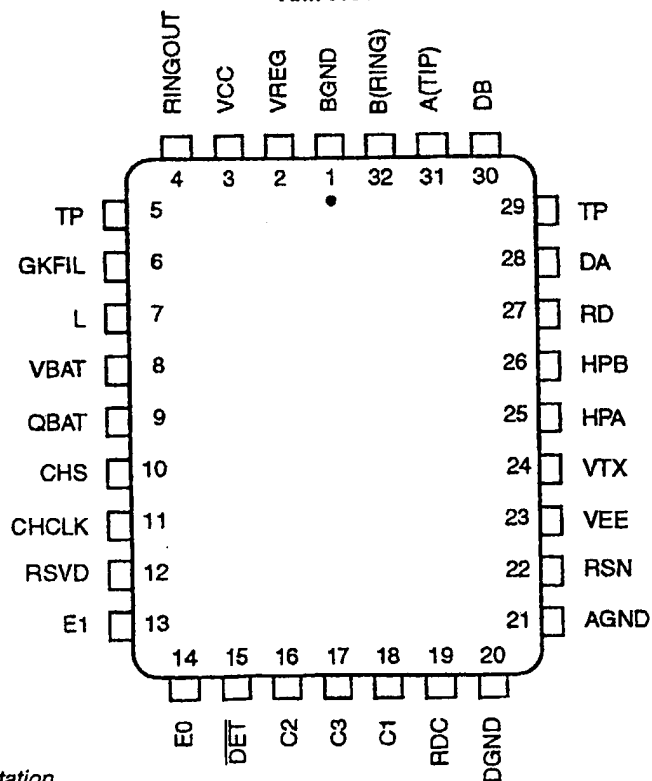 RINGOUT VCC VREG BGND B(RING) A(TIP) DB
4 3 2 1 32 31 30
TP 5 29 TP
GKFIL 6 28 DA
L 7 27 RD
VBAT 8 26 HPB
QBAT 9 25 HPA
CHS 10 24 VTX
CHCLK 11 23 VEE
RSVD 12 22 RSN
E1 13 21 AGND
14 15 16 17 18 19 20
E0 DET C2 C3 C1 RDC DGND